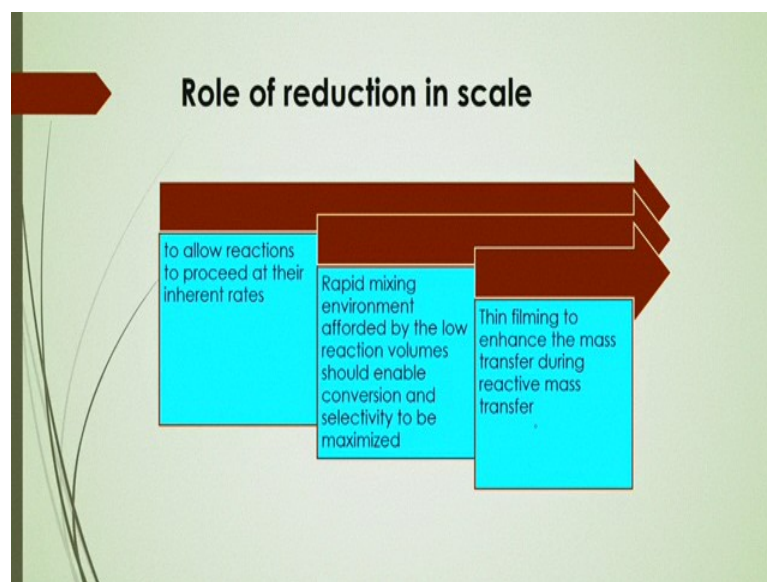 Role of reduction in scale
to allow reactions
to proceed at their
inherent rates
Rapid mixing
environment
afforded by the low
reaction volumes
should enable
conversion and
selectivity to be
maximized
Thin filming to
enhance the mass
transfer during
reactive mass
transfer